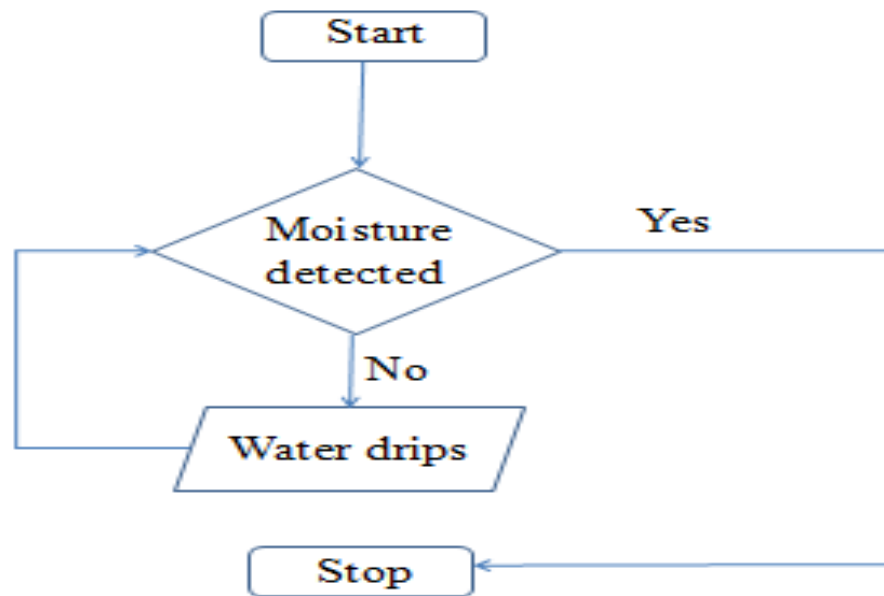 Start
Moisture
detected
Yes
No
Water drips
Stop